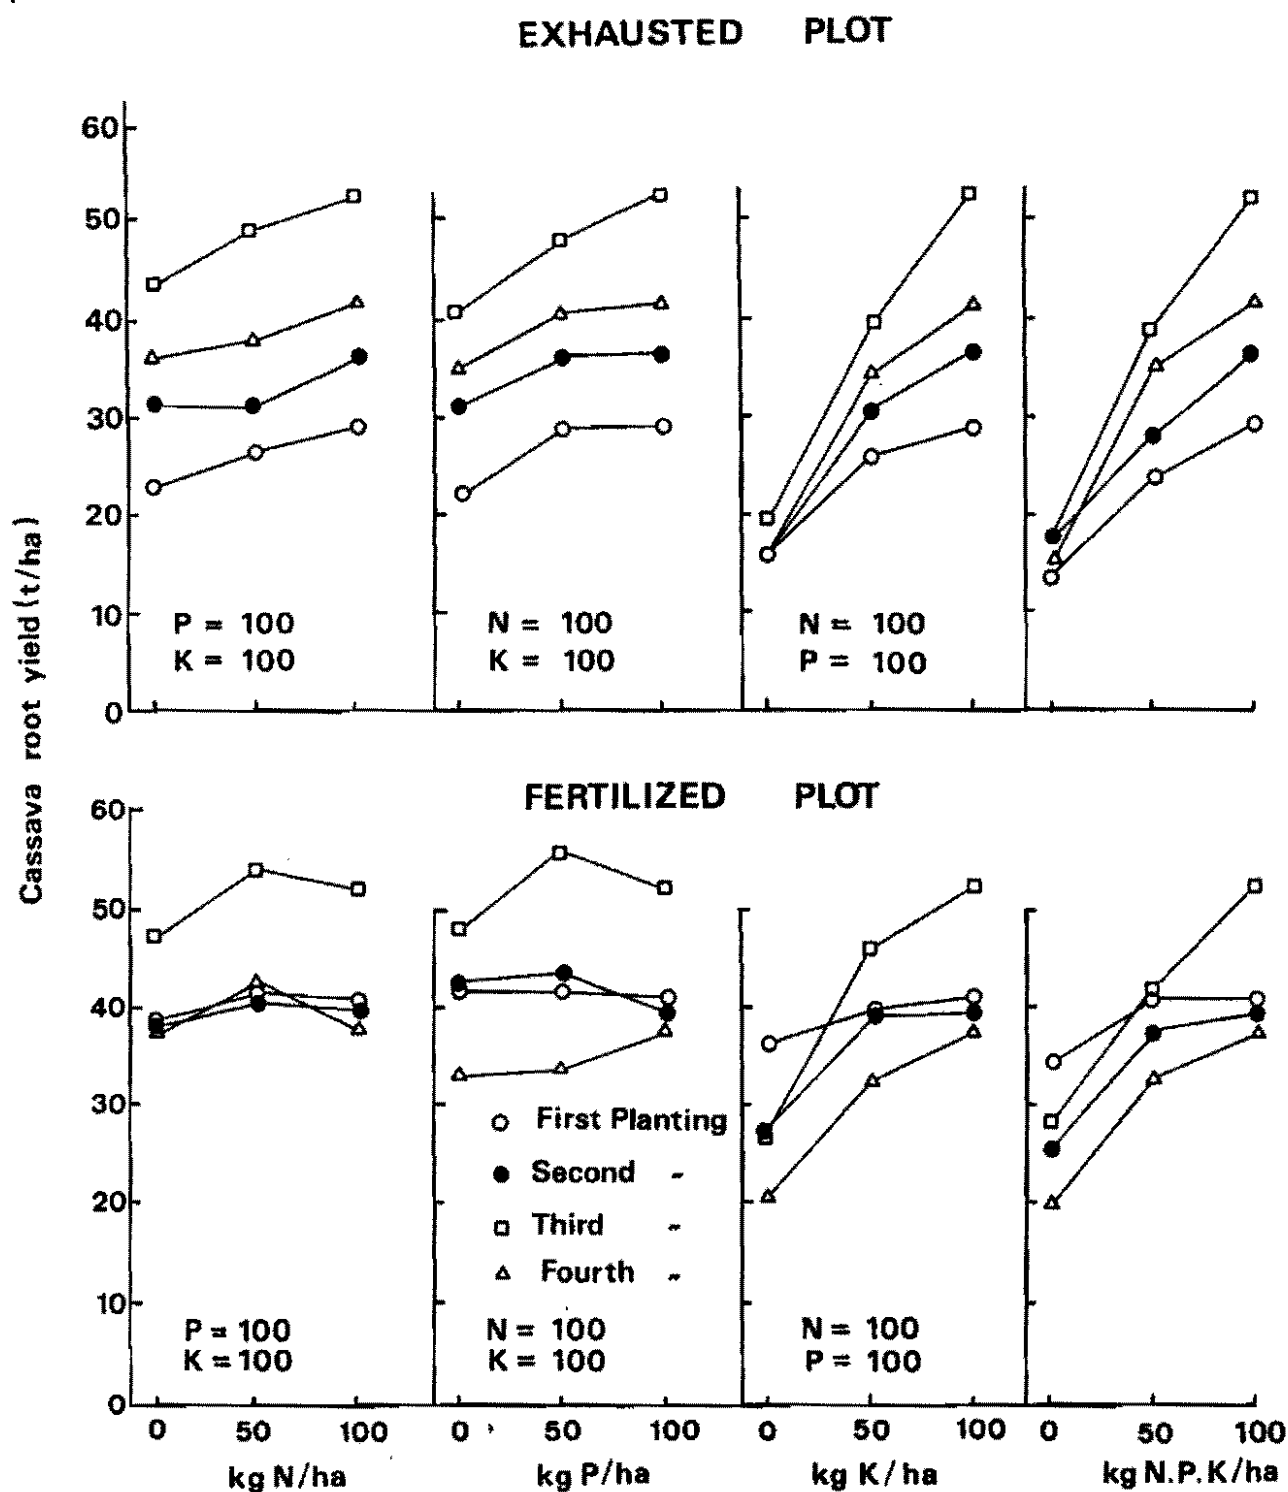 EXHAUSTED PLOT
60
50
40
30
20
10
0
P = 100
K = 100
N = 100
K = 100
N = 100
P = 100
Cassava root yield (t/ha)
FERTILIZED PLOT
60
50
40
30
20
10
0
First Planting
Second "
Third "
Fourth "
P = 100
K = 100
N = 100
K = 100
N = 100
P = 100
0 50 100 0 50 100 0 50 100 0 50 100
kg N/ha kg P/ha kg K/ha kg N.P.K/ha